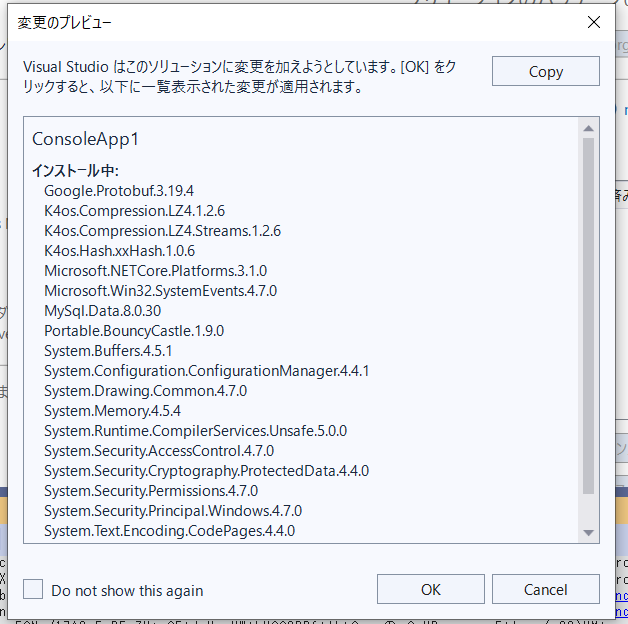 変更のプレビュー
Visual Studio はこのソリューションに変更を加えようとしています。[OK] をク
リックすると、以下に一覧表示された変更が適用されます。
Copy
ConsoleApp1
インストール中:
Google.Protobuf.3.19.4
K4os.Compression.LZ4.1.2.6
K4os.Compression.LZ4.Streams.1.2.6
K4os.Hash.xxHash.1.0.6
Microsoft.NETCore.Platforms.3.1.0
Microsoft.Win32.SystemEvents.4.7.0
MySql.Data.8.0.30
Portable.BouncyCastle.1.9.0
System.Buffers.4.5.1
System.Configuration.ConfigurationManager.4.4.1
System.Drawing.Common.4.7.0
System.Memory.4.5.4
System.Runtime.CompilerServices.Unsafe.5.0.0
System.Security.AccessControl.4.7.0
System.Security.Cryptography.ProtectedData.4.4.0
System.Security.Permissions.4.7.0
System.Security.Principal.Windows.4.7.0
System.Text.Encoding.CodePages.4.4.0
Do not show this again
OK
Cancel